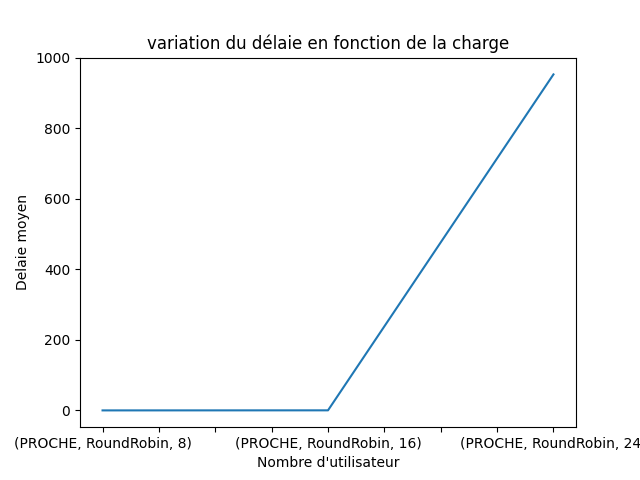 variation du délaie en fonction de la charge
1000
800
600
400
200
0
Delaie moyen
(PROCHE, RoundRobin, 8) (PROCHE, RoundRobin, 16) (PROCHE, RoundRobin, 24
Nombre d'utilisateur